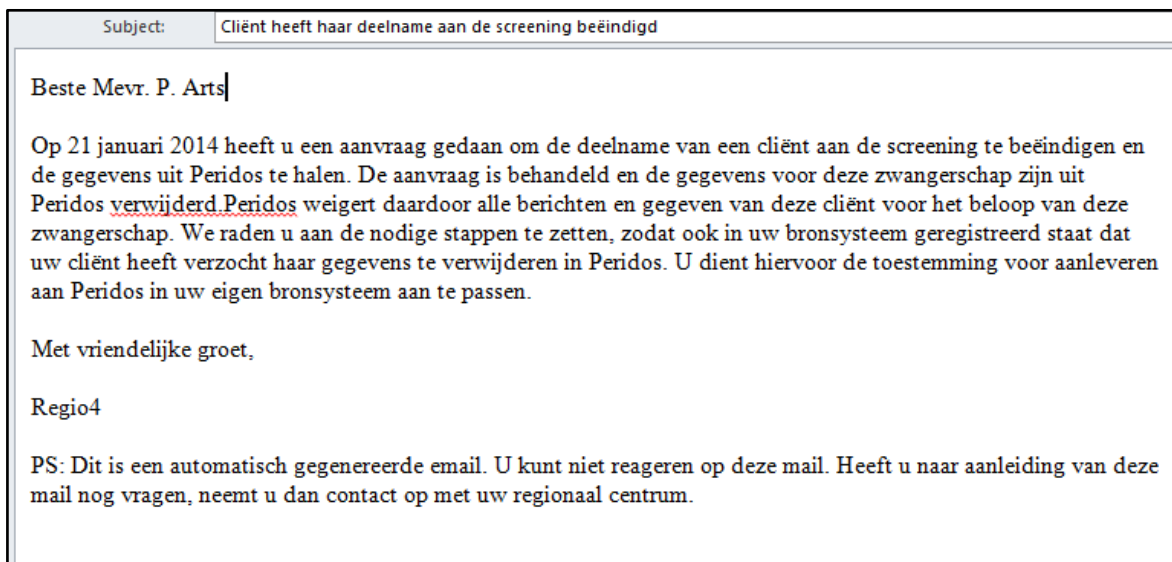 Subject: Cliënt heeft haar deelname aan de screening beëindigd
Beste Mevr. P. Arts
Op 21 januari 2014 heeft u een aanvraag gedaan om de deelname van een cliënt aan de screening te beëindigen en
de gegevens uit Peridos te halen. De aanvraag is behandeld en de gegevens voor deze zwangerschap zijn uit
Peridos verwijderd.Peridos weigert daardoor alle berichten en gegeven van deze cliënt voor het beloop van deze
zwangerschap. We raden u aan de nodige stappen te zetten, zodat ook in uw bronsysteem geregistreerd staat dat
uw cliënt heeft verzocht haar gegevens te verwijderen in Peridos. U dient hiervoor de toestemming voor aanleveren
aan Peridos in uw eigen bronsysteem aan te passen.
Met vriendelijke groet,
Regio4
PS: Dit is een automatisch gegenereerde email. U kunt niet reageren op deze mail. Heeft u naar aanleiding van deze
mail nog vragen, neemt u dan contact op met uw regionaal centrum.